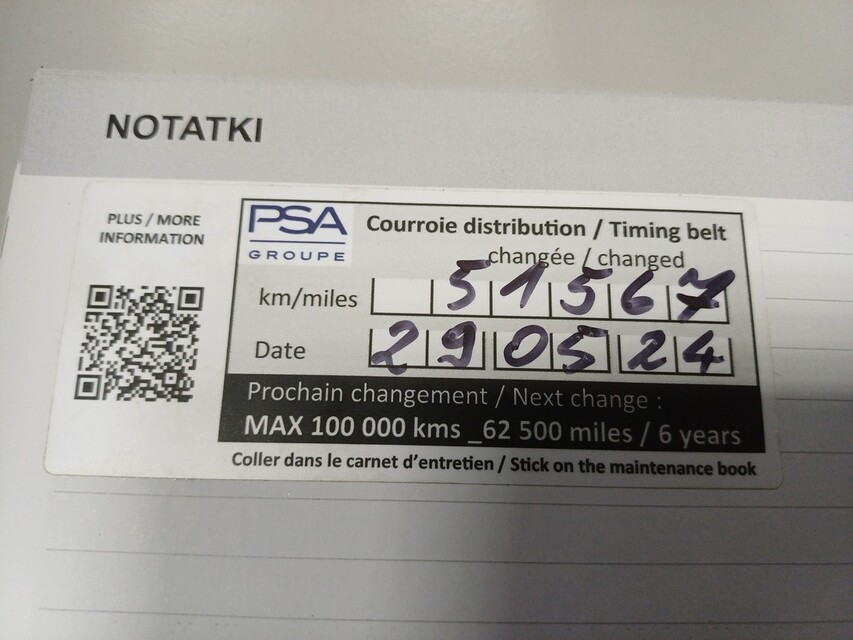 NOTATKI
PLUS / MORE
INFORMATION
PSA
GROUPE
Courroie distribution / Timing belt
changée / changed
km/miles 51567
Date 290524
Prochain changement / Next change :
MAX 100 000 kms _62 500 miles / 6 years
Coller dans le carnet d'entretien / Stick on the maintenance book